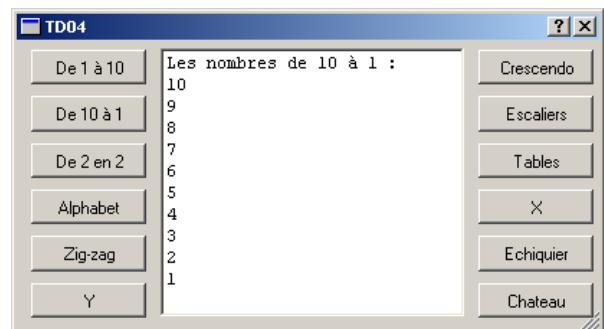 TD04
De 1 à 10
De 10 à 1
De 2 en 2
Alphabet
Zig-zag
Y
Les nombres de 10 à 1 :
10
9
8
7
6
5
4
3
2
1
Crescendo
Escaliers
Tables
X
Echiquier
Chateau